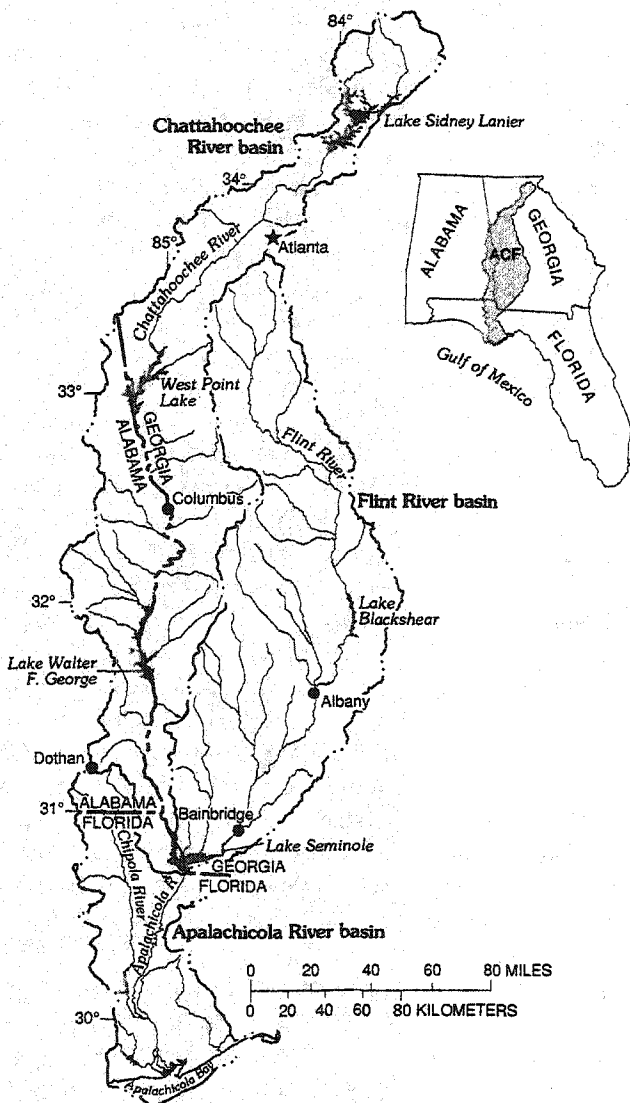 84°
Lake Sidney Lanier
Chattahoochee
River basin
34°
85°
Chattahoochee River
Atlanta
ALABAMA
GEORGIA
ACF
FLORIDA
Gulf of Mexico
33°
West Point
Lake
GEORGIA
ALABAMA
Flint River
Columbus
Flint River basin
32°
Lake
Blackshear
Lake Walter
F. George
Albany
Dothan
31°
ALABAMA
FLORIDA
Bainbridge
Lake Seminole
GEORGIA
FLORIDA
Chipola River
Apalachicola R
Apalachicola River basin
0 20 40 60 80 MILES
0 20 40 60 80 KILOMETERS
30°
Apalachicola Bay